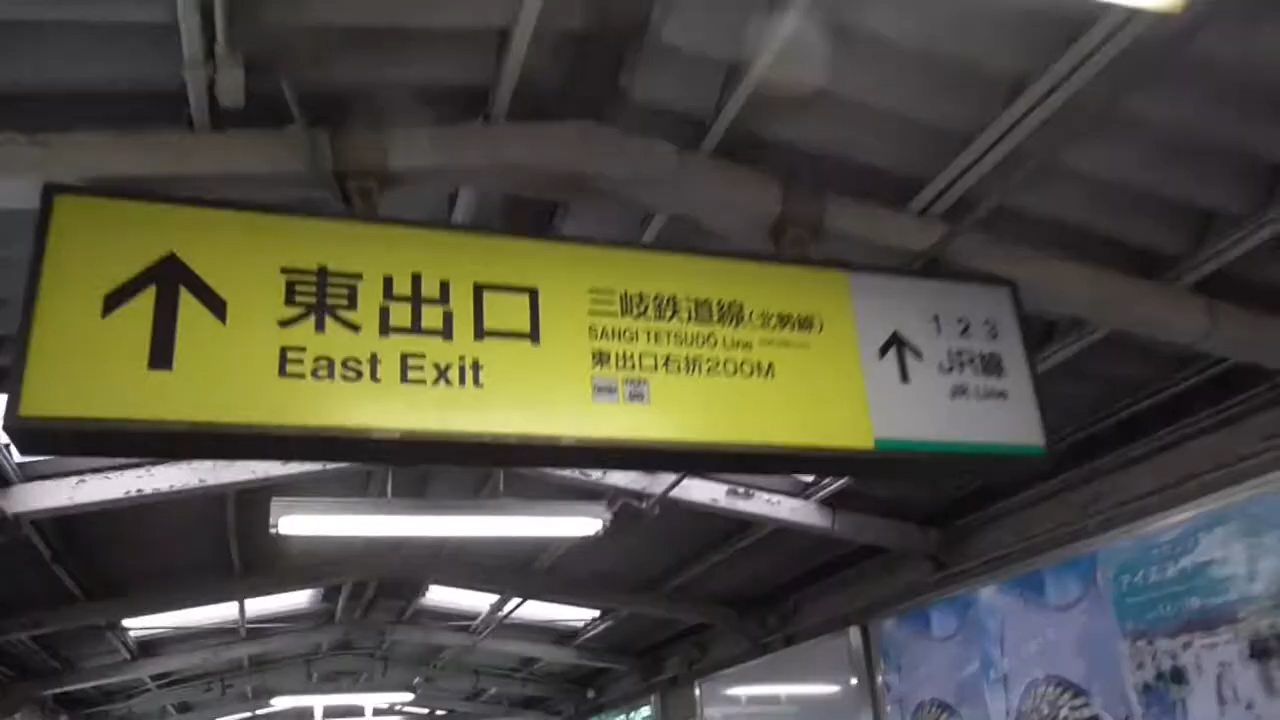 東出口
East Exit
三岐鉄道線(北勢線)
SANGI TETSUDO Line
東出口右折200M
1 2 3
JR線
JR Line